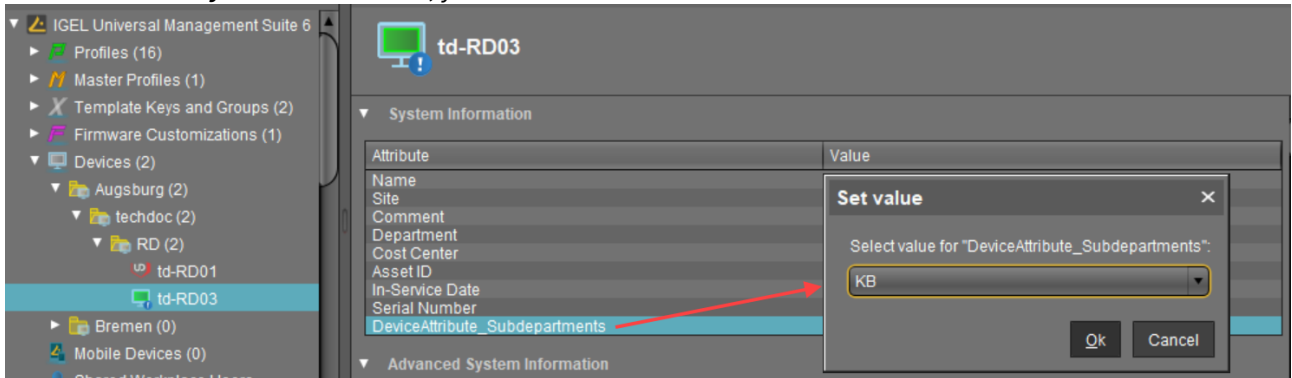 IGEL Universal Management Suite 6
Profiles (16)
Master Profiles (1)
Template Keys and Groups (2)
Firmware Customizations (1)
Devices (2)
Augsburg (2)
techdoc (2)
RD (2)
td-RD01
td-RD03
Bremen (0)
Mobile Devices (0)
td-RD03
System Information
Attribute Value
Name
Site
Comment
Department
Cost Center
Asset ID
In-Service Date
Serial Number
DeviceAttribute_Subdepartments
Advanced System Information
Set value
Select value for "DeviceAttribute_Subdepartments":
KB
Ok Cancel